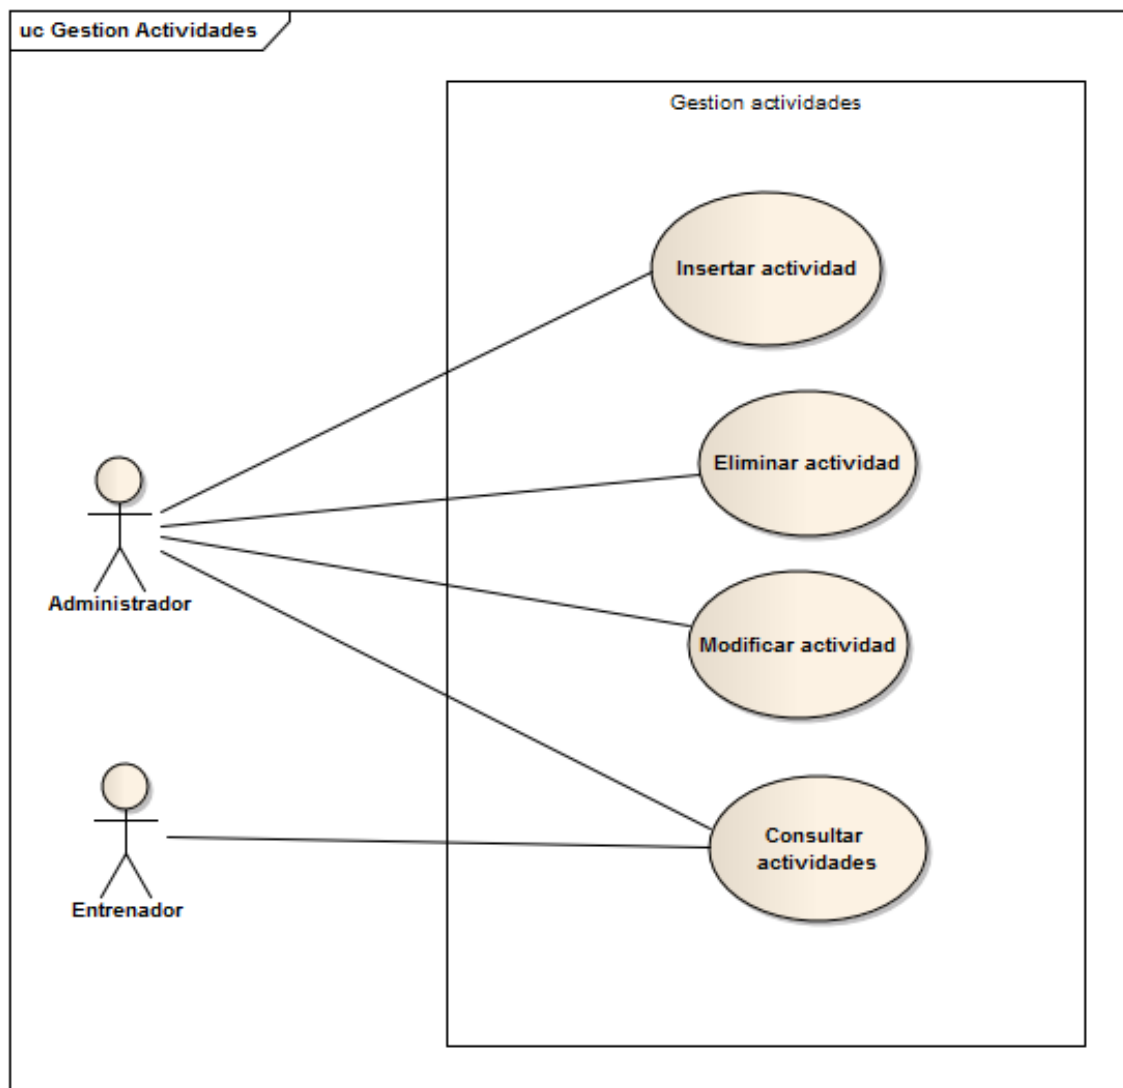 uc Gestion Actividades
Gestion actividades
Insertar actividad
Eliminar actividad
Administrador
Modificar actividad
Consultar
actividades
Entrenador